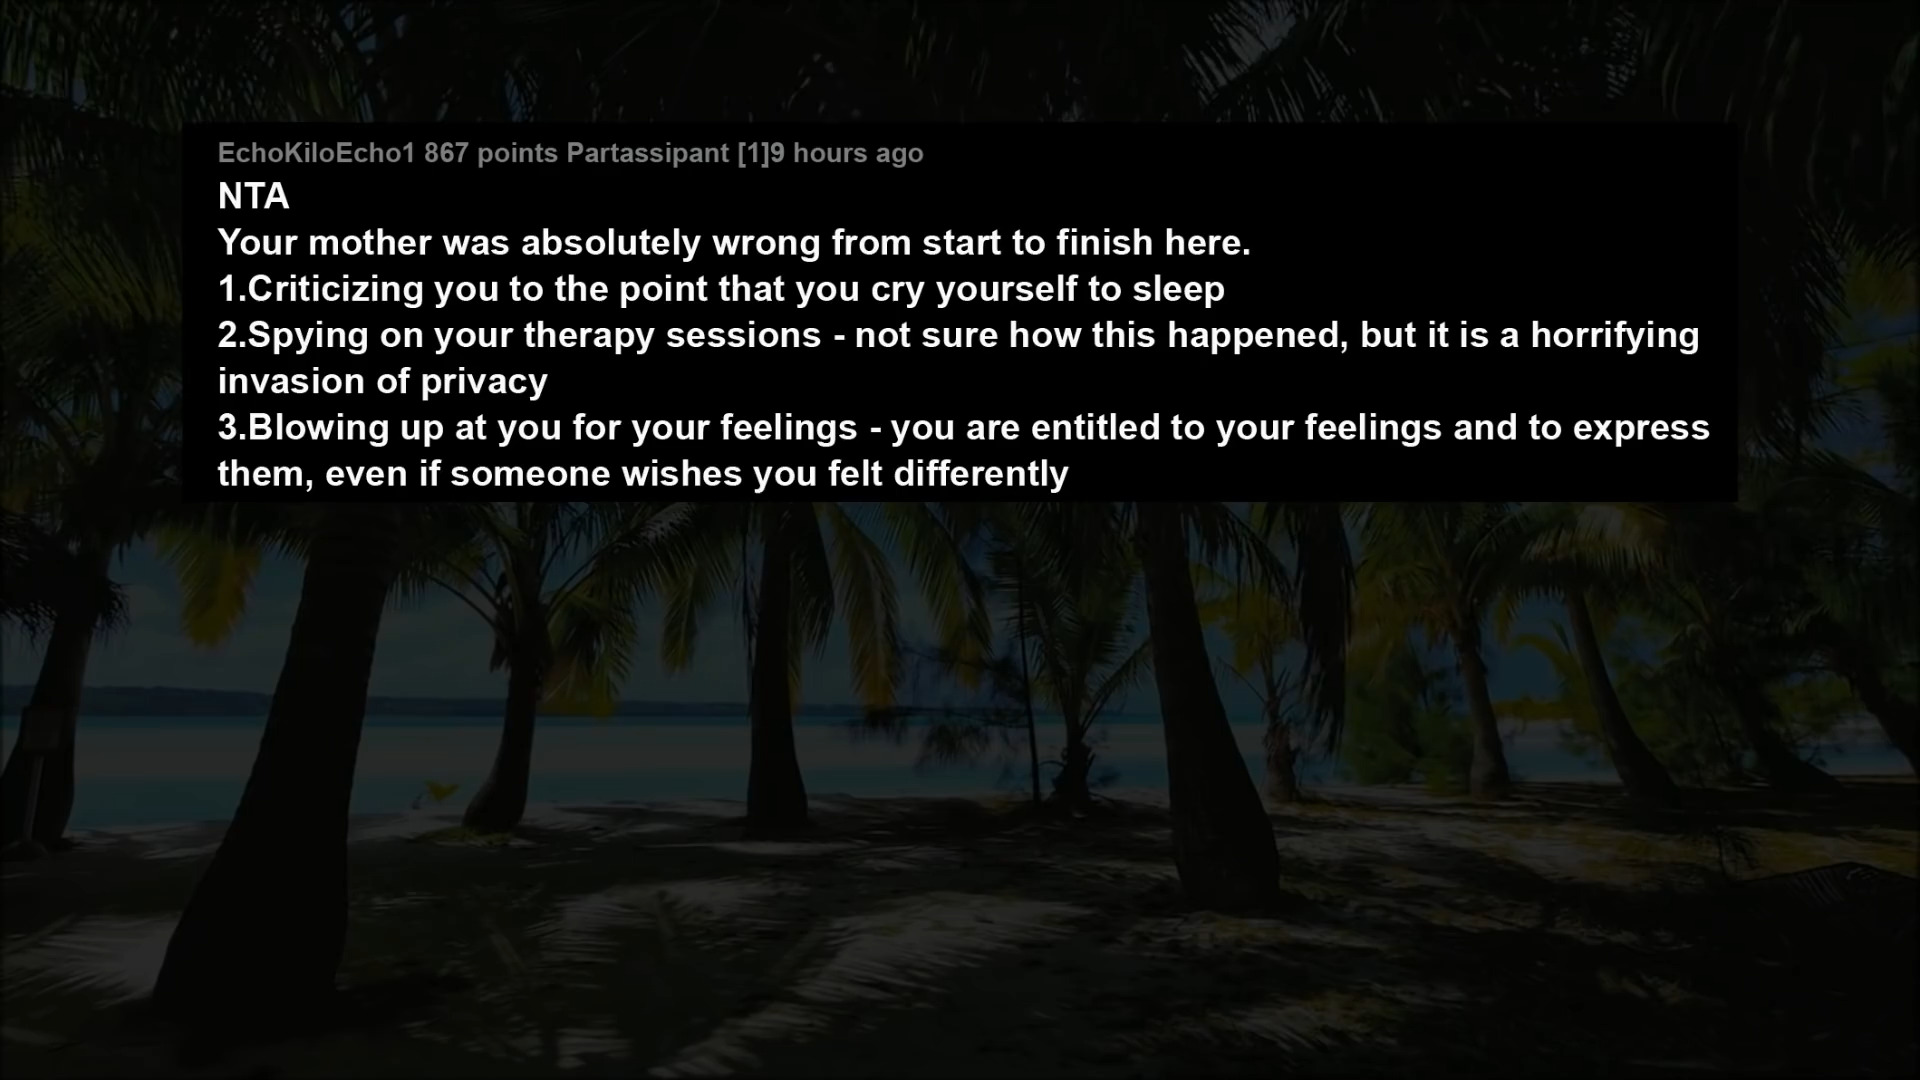 EchoKiloEcho1 867 points Partassipant [1]9 hours ago
NTA
Your mother was absolutely wrong from start to finish here.
1.Criticizing you to the point that you cry yourself to sleep
2.Spying on your therapy sessions - not sure how this happened, but it is a horrifying
invasion of privacy
3.Blowing up at you for your feelings - you are entitled to your feelings and to express
them, even if someone wishes you felt differently